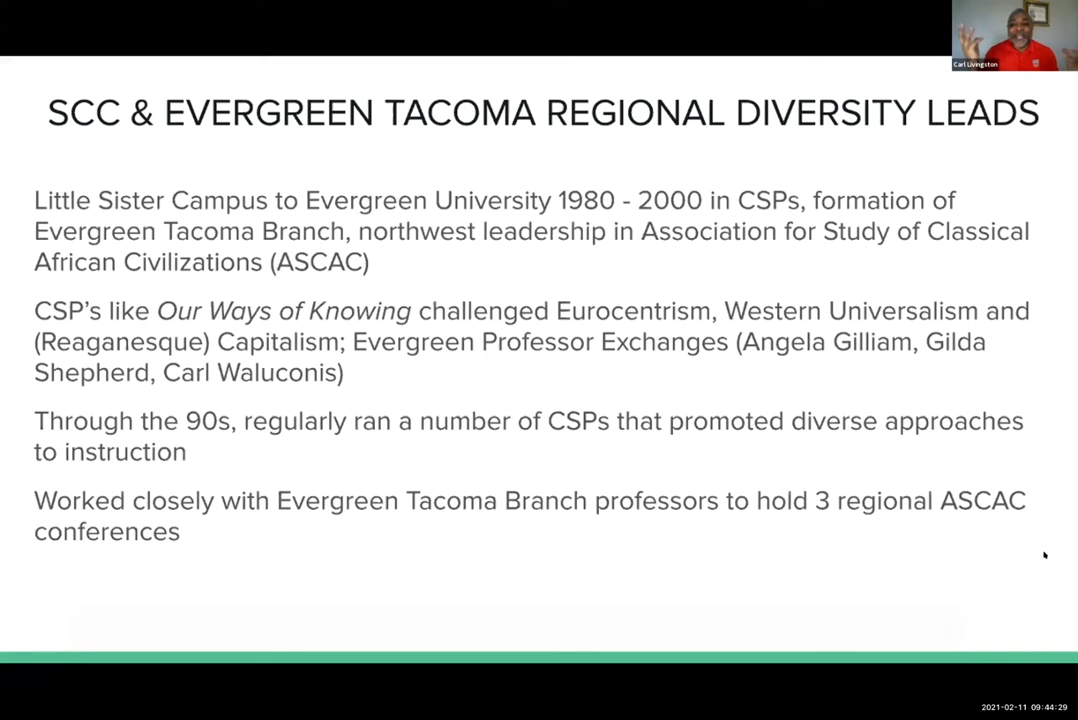 Carl Livingston
SCC & EVERGREEN TACOMA REGIONAL DIVERSITY LEADS
Little Sister Campus to Evergreen University 1980 - 2000 in CSPs, formation of
Evergreen Tacoma Branch, northwest leadership in Association for Study of Classical
African Civilizations (ASCAC)
CSP's like Our Ways of Knowing challenged Eurocentrism, Western Universalism and
(Reaganesque) Capitalism; Evergreen Professor Exchanges (Angela Gilliam, Gilda
Shepherd, Carl Waluconis)
Through the 90s, regularly ran a number of CSPs that promoted diverse approaches
to instruction
Worked closely with Evergreen Tacoma Branch professors to hold 3 regional ASCAC
conferences
2021-02-11 09:44:29